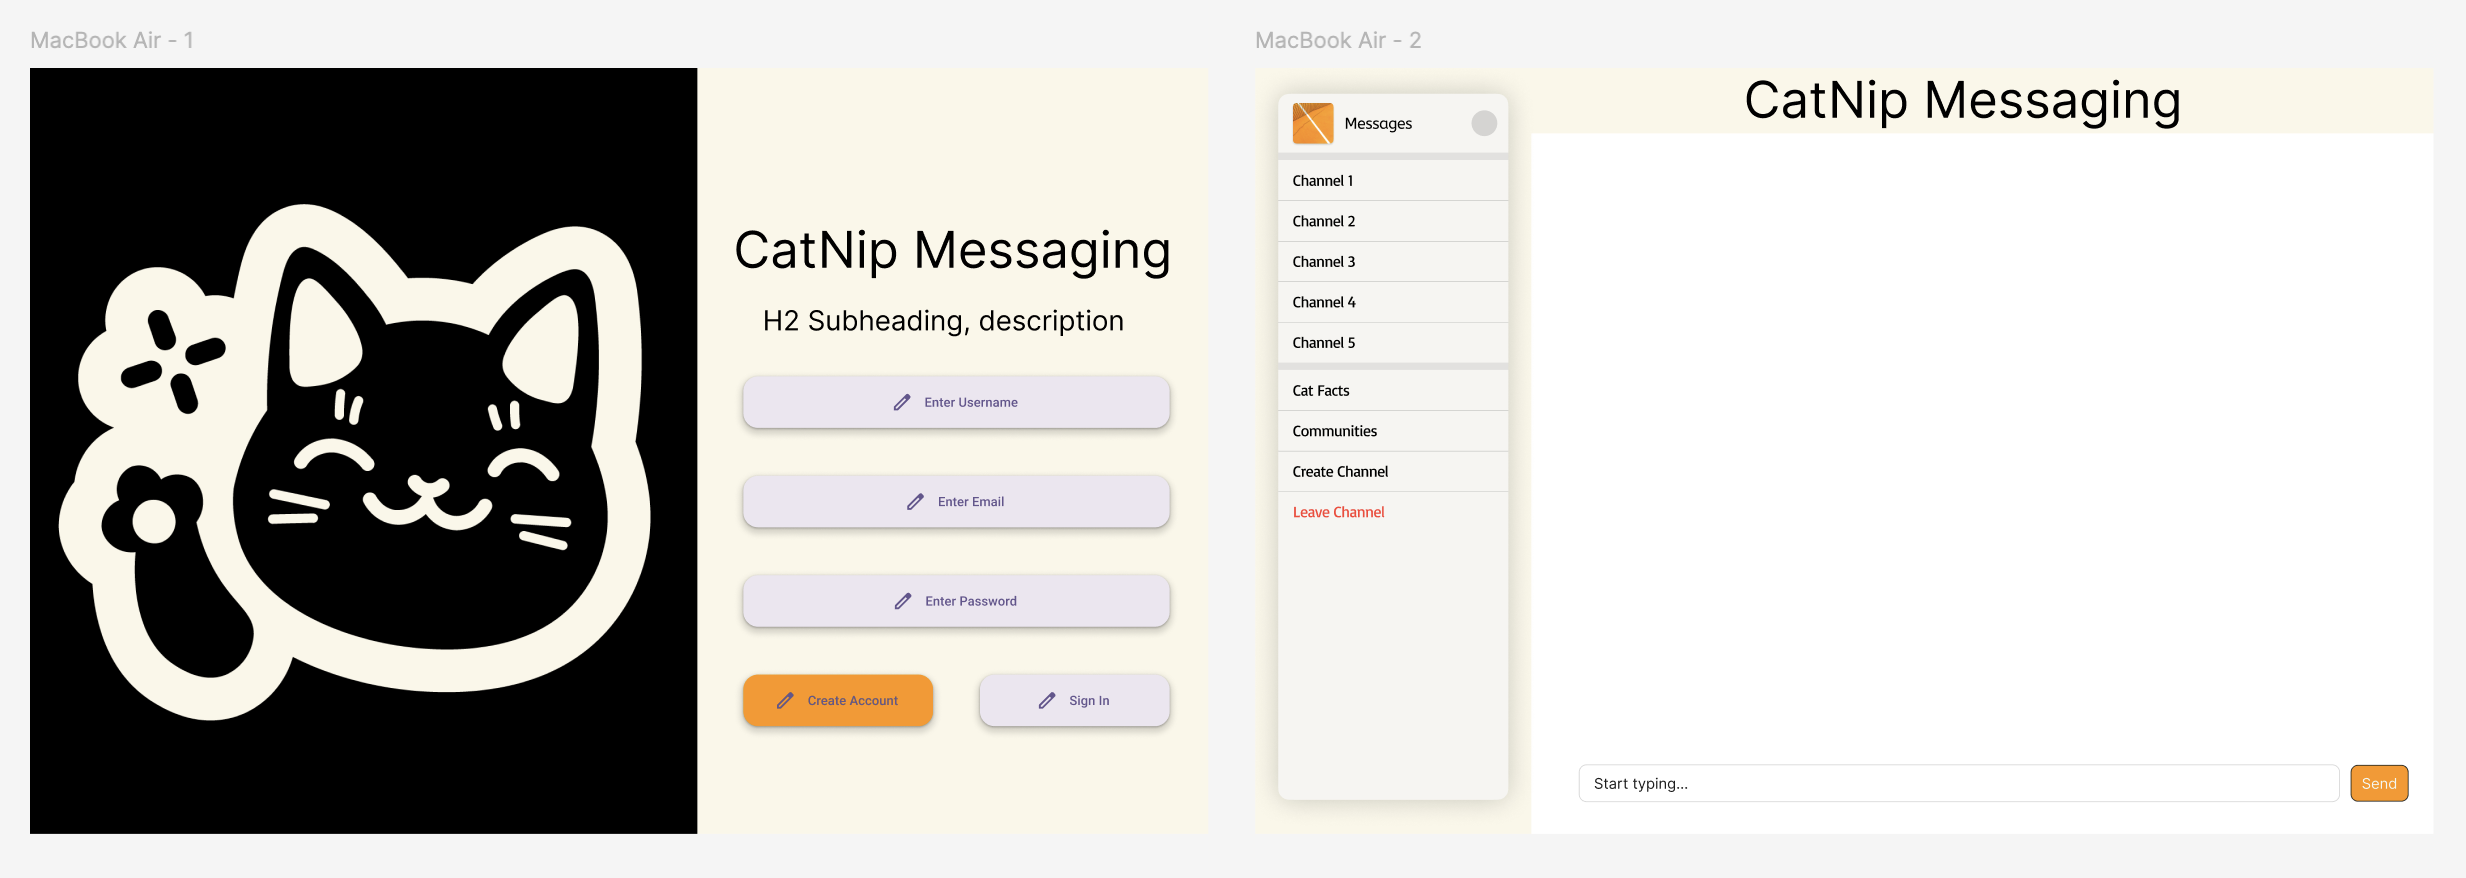 MacBook Air - 1
CatNip Messaging
H2 Subheading, description
Enter Username
Enter Email
Enter Password
Create Account
Sign In
MacBook Air - 2
CatNip Messaging
Messages
Channel 1
Channel 2
Channel 3
Channel 4
Channel 5
Cat Facts
Communities
Create Channel
Leave Channel
Start typing...
Send